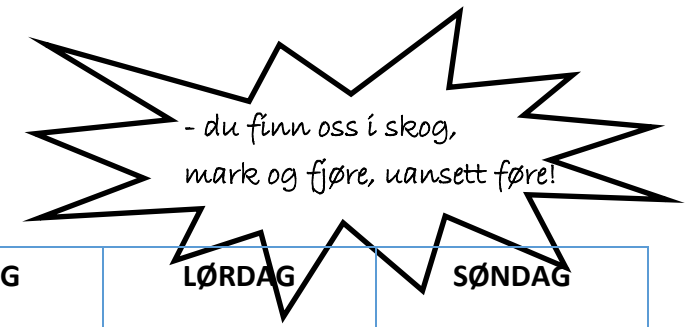 - du finn oss i skog,
mark og fjøre, uansett føre!
G LØRDAG SØNDAG